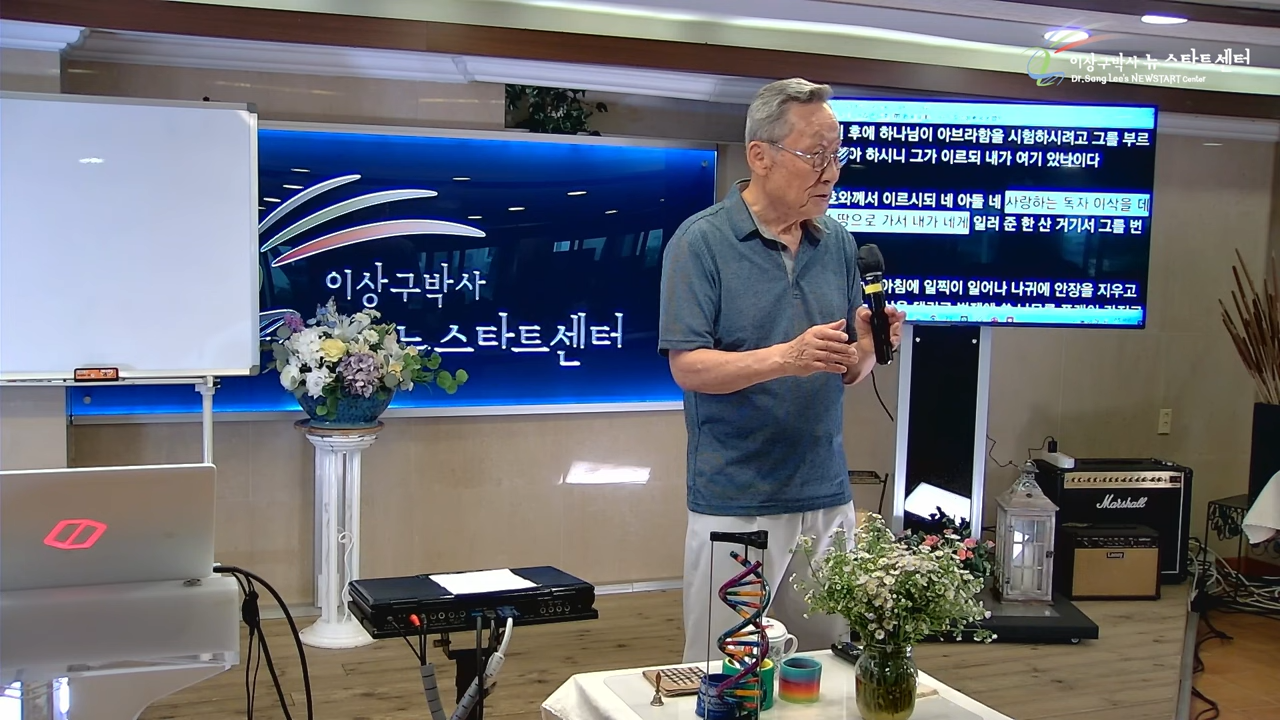 이상구박사 뉴스타트센터
Dr.Sang Lee's NEWSTART Center
후에 하나님이 아브라함을 시험하시려고 그를 부르
아 하시니 그가 이르되 내가 여기 있나이다
호와께서 이르시되 네 아들 네 사랑하는 독자 이삭을 데
땅으로 가서 내가 네게 일러 준 한 산 거기서 그를 번
아침에 일찍이 일어나 나귀에 안장을 지우고
이상구박사
뉴스타트센터
Marshall
Laney